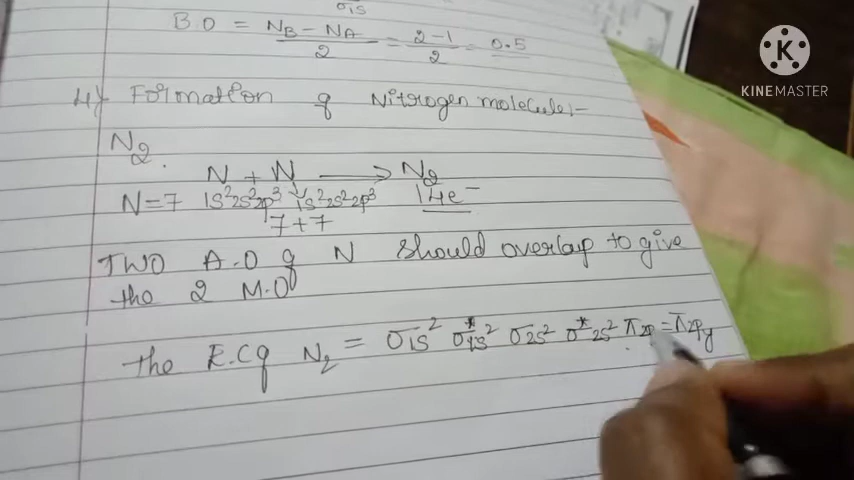 σ1s
B.O = NB - NA / 2 = 2-1 / 2 = 0.5
KINEMASTER
4) Formation of Nitrogen molecule:-
N2.
N + N → N2
N=7 1s²2s²2p³ 1s²2s²2p³ 14e⁻
7+7
Two A.O of N should overlap to give
the 2 M.O
the E.C of N2 = σ1s² σ*1s² σ2s² σ*2s² π2p = π2py